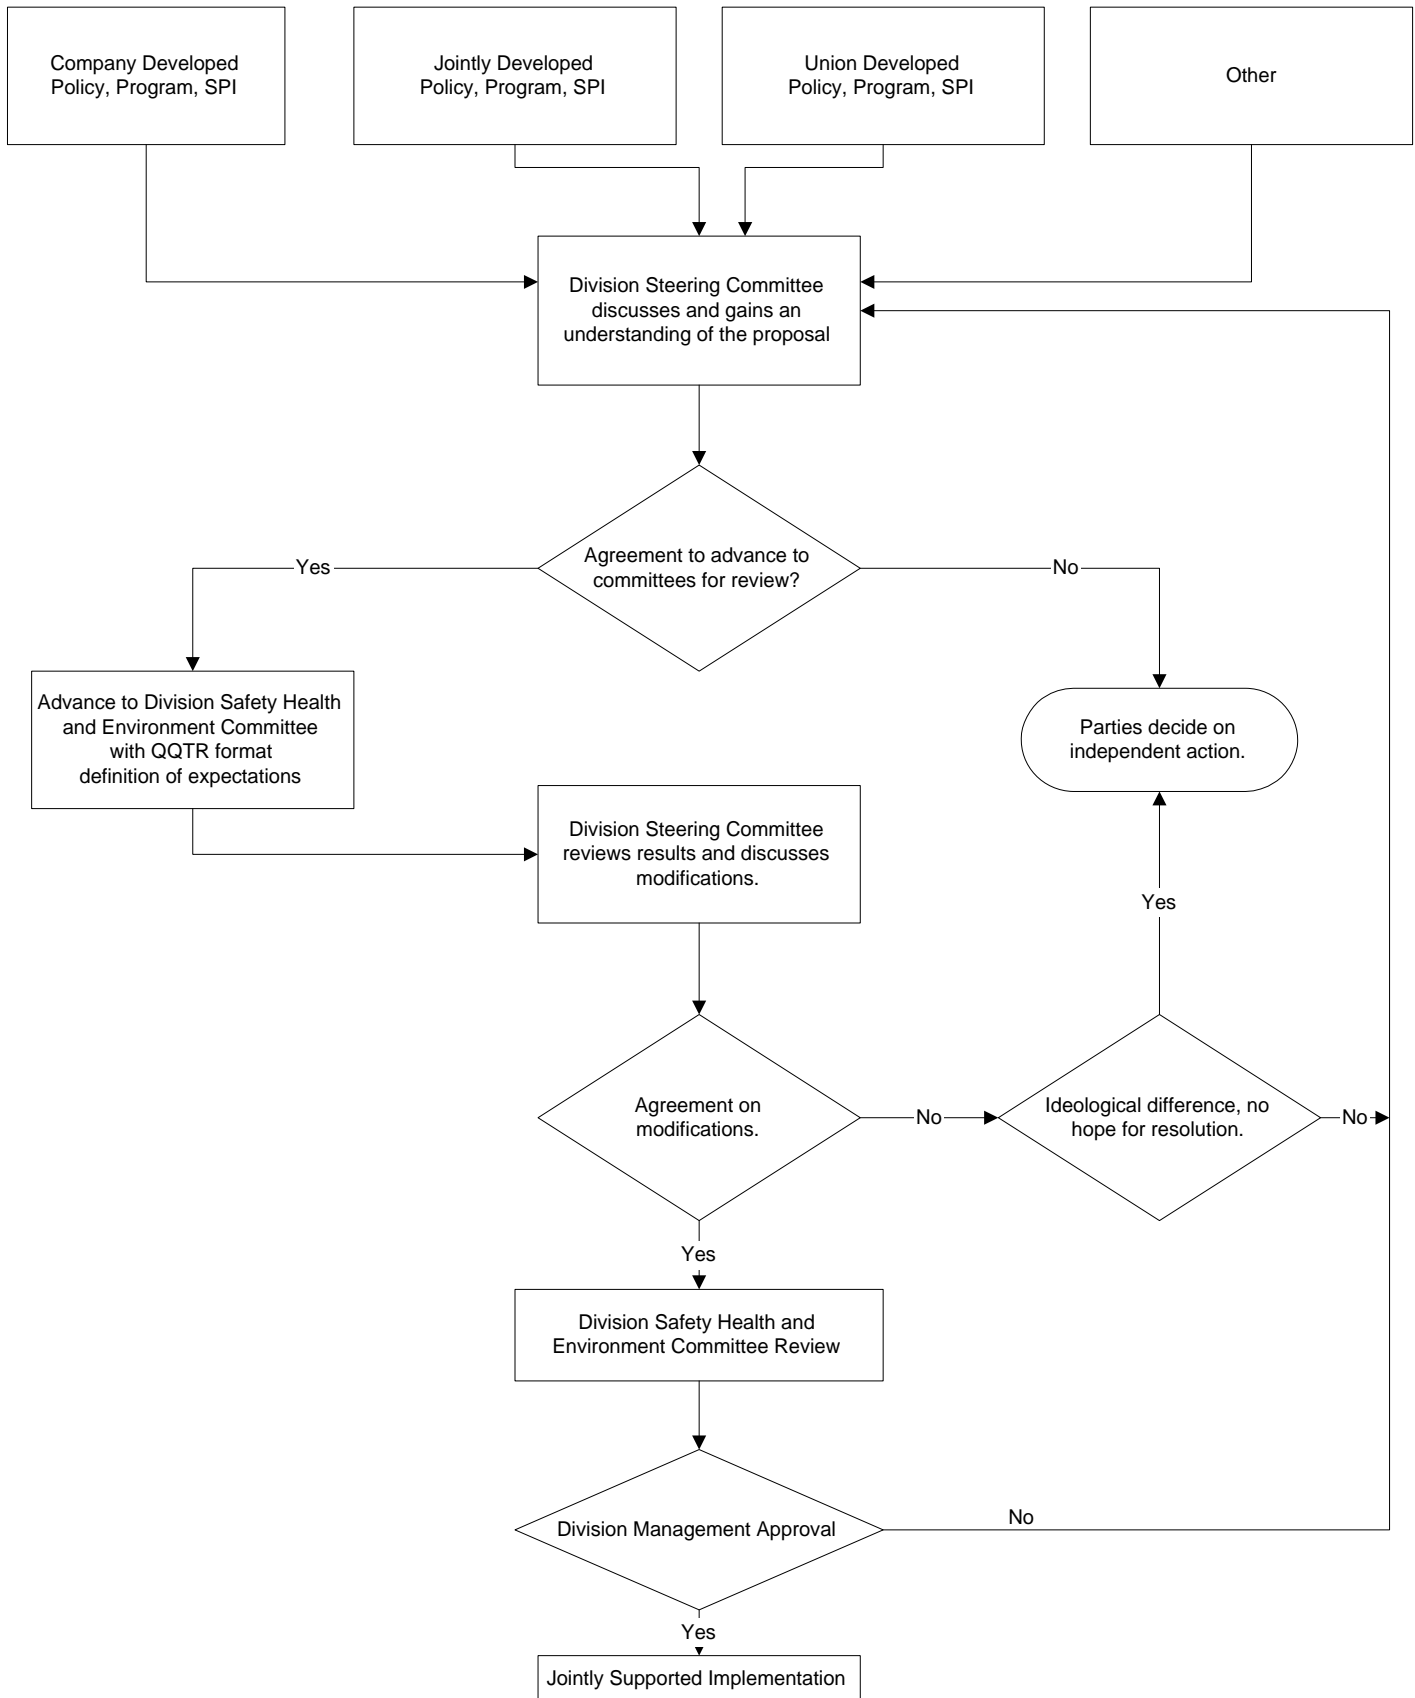 Company Developed
Policy, Program, SPI
Jointly Developed
Policy, Program, SPI
Union Developed
Policy, Program, SPI
Other
Division Steering Committee
discusses and gains an
understanding of the proposal
Agreement to advance to
committees for review?
Yes
No
Advance to Division Safety Health
and Environment Committee
with QQTR format
definition of expectations
Parties decide on
independent action.
Division Steering Committee
reviews results and discusses
modifications.
Yes
Agreement on
modifications.
No
Ideological difference, no
hope for resolution.
No
Yes
Division Safety Health and
Environment Committee Review
Division Management Approval
No
Yes
Jointly Supported Implementation